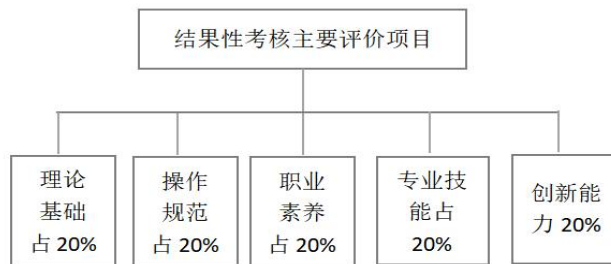 结果性考核主要评价项目
理论
基础
占 20%
操作
规范
占 20%
职业
素养
占 20%
专业技
能占
20%
创新能
力 20%